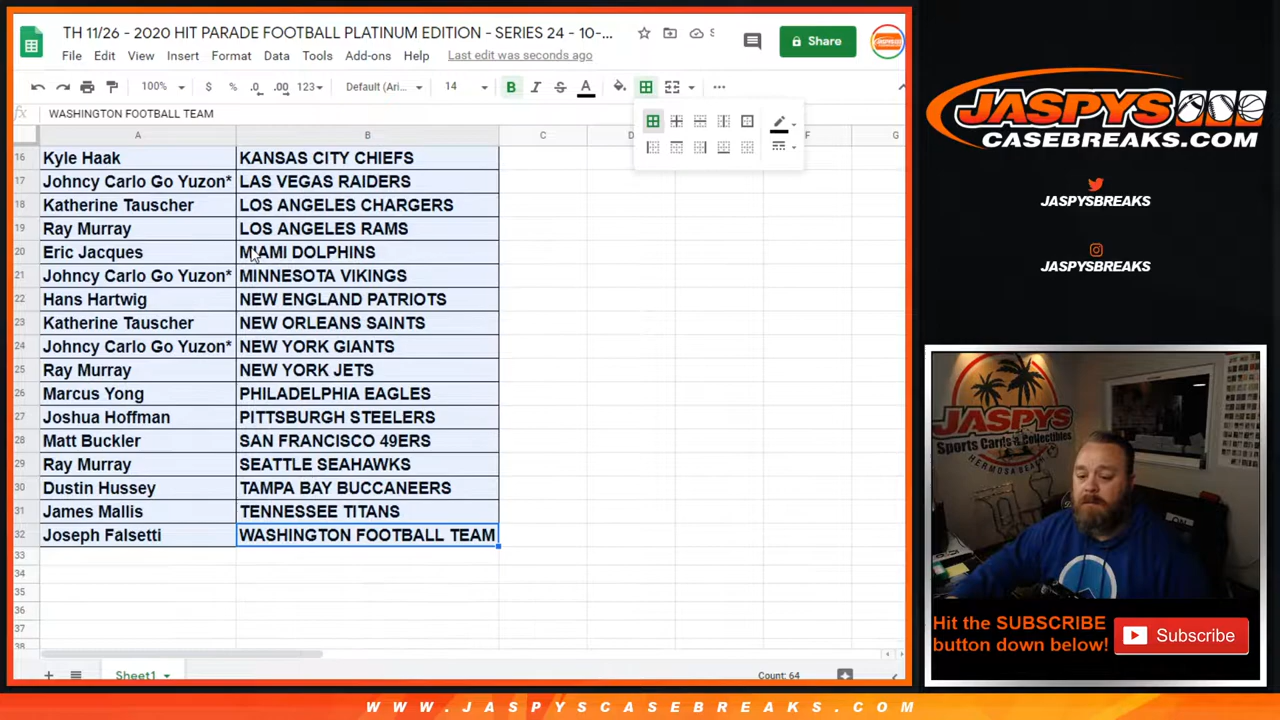 TH 11/26 - 2020 HIT PARADE FOOTBALL PLATINUM EDITION - SERIES 24 - 10-...
Share
File Edit View Insert Format Data Tools Add-ons Help Last edit was seconds ago
100% $ % .0 .00 123 Default (Ari... 14 B I S A
fx WASHINGTON FOOTBALL TEAM
A B C D F G
16 Kyle Haak KANSAS CITY CHIEFS
17 Johncy Carlo Go Yuzon* LAS VEGAS RAIDERS
18 Katherine Tauscher LOS ANGELES CHARGERS
19 Ray Murray LOS ANGELES RAMS
20 Eric Jacques MIAMI DOLPHINS
21 Johncy Carlo Go Yuzon* MINNESOTA VIKINGS
22 Hans Hartwig NEW ENGLAND PATRIOTS
23 Katherine Tauscher NEW ORLEANS SAINTS
24 Johncy Carlo Go Yuzon* NEW YORK GIANTS
25 Ray Murray NEW YORK JETS
26 Marcus Yong PHILADELPHIA EAGLES
27 Joshua Hoffman PITTSBURGH STEELERS
28 Matt Buckler SAN FRANCISCO 49ERS
29 Ray Murray SEATTLE SEAHAWKS
30 Dustin Hussey TAMPA BAY BUCCANEERS
31 James Mallis TENNESSEE TITANS
32 Joseph Falsetti WASHINGTON FOOTBALL TEAM
33
34
35
36
37
38
Sheet1
Count: 64
JASPYS
CASEBREAKS.COM
JASPYSBREAKS
JASPYSBREAKS
JASPYS
Sports Cards & Collectibles
HERMOSA BEACH
Hit the SUBSCRIBE
button down below!
Subscribe
WWW.JASPYSCASEBREAKS.COM